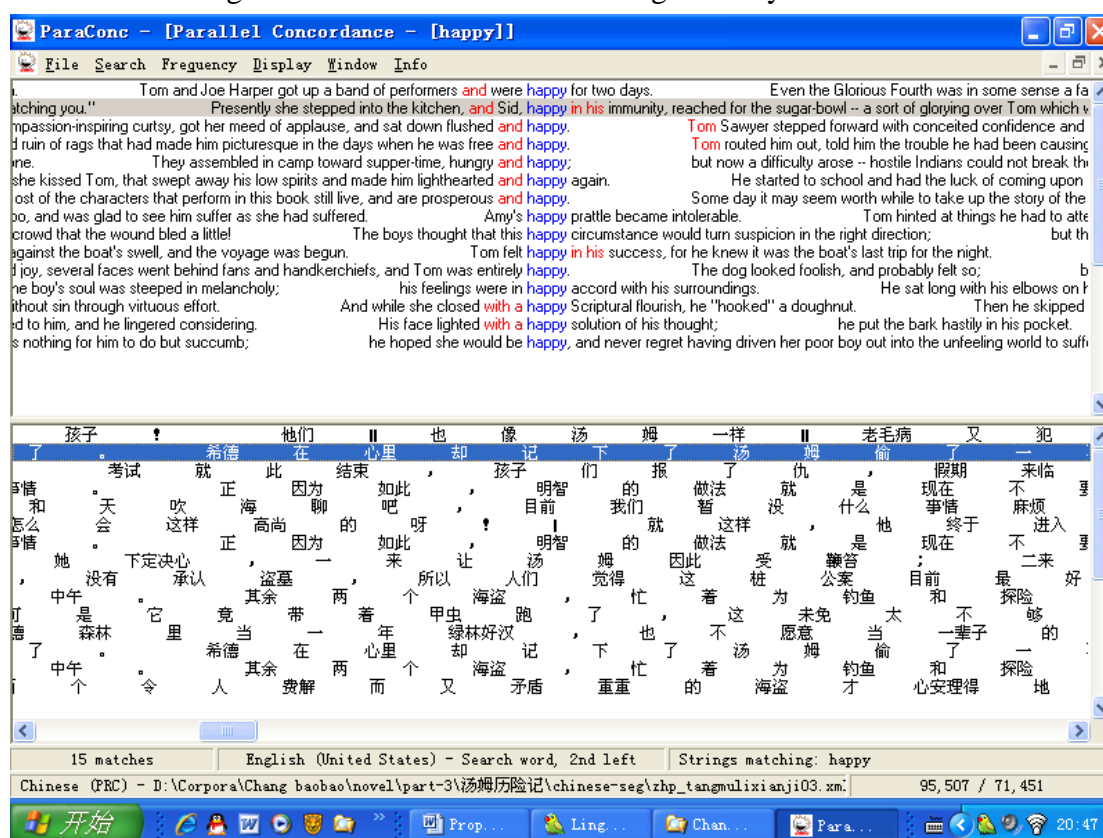 ParaConc - [Parallel Concordance - [happy]]
File Search Frequency Display Window Info
Tom and Joe Harper got up a band of performers and were happy for two days. Even the Glorious Fourth was in some sense a fa
atching you." Presently she stepped into the kitchen, and Sid, happy in his immunity, reached for the sugar-bowl -- a sort of glorying over Tom which w
mpassion-inspiring curtsy, got her meed of applause, and sat down flushed and happy. Tom Sawyer stepped forward with conceited confidence and
d ruin of rags that had made him picturesque in the days when he was free and happy. Tom routed him out, told him the trouble he had been causing
one. They assembled in camp toward supper-time, hungry and happy; but now a difficulty arose -- hostile Indians could not break the
she kissed Tom, that swept away his low spirits and made him lighthearted and happy again. He started to school and had the luck of coming upon
ost of the characters that perform in this book still live, and are prosperous and happy. Some day it may seem worth while to take up the story of the
oo, and was glad to see him suffer as she had suffered. Amy's happy prattle became intolerable. Tom hinted at things he had to atte
crowd that the wound bled a little! The boys thought that this happy circumstance would turn suspicion in the right direction; but th
against the boat's swell, and the voyage was begun. Tom felt happy in his success, for he knew it was the boat's last trip for the night.
d joy, several faces went behind fans and handkerchiefs, and Tom was entirely happy. The dog looked foolish, and probably felt so; b
he boy's soul was steeped in melancholy; his feelings were in happy accord with his surroundings. He sat long with his elbows on h
ithout sin through virtuous effort. And while she closed with a happy Scriptural flourish, he "hooked" a doughnut. Then he skipped
ed to him, and he lingered considering. His face lighted with a happy solution of his thought; he put the bark hastily in his pocket.
s nothing for him to do but succumb; he hoped she would be happy, and never regret having driven her poor boy out into the unfeeling world to suffe
孩子 ! 他们 || 也 像 汤 姆 一样 || 老毛病 又 犯
了 。 希德 在 心里 却 记 下 了 汤 姆 偷 了 一
考试 就 此 结束 , 孩子 们 报 了 仇 , 假期 来临
事情 。 正 因为 如此 , 明智 的 做法 就 是 现在 不 要
和 天 吹 海 聊 吧 , 目前 我们 暂 没 什么 事情 麻烦
怎么 会 这样 高尚 的 呀 ! | 就 这样 , 他 终于 进入
事情 。 正 因为 如此 , 明智 的 做法 就 是 现在 不 要
她 下定决心 , 一 来 让 汤 姆 因此 受 鞭笞 ; 二来
, 没有 承认 盗墓 , 所以 人们 觉得 这 桩 公案 目前 最 好
中午 。 其余 两 个 海盗 , 忙 着 为 钓鱼 和 探险
可 是 它 竟 带 着 甲虫 跑 了 , 这 未免 太 不 够
德 森林 里 当 一 年 绿林好汉 , 也 不 愿意 当 一辈子 的
了 。 希德 在 心里 却 记 下 了 汤 姆 偷 了 一
中午 。 其余 两 个 海盗 , 忙 着 为 钓鱼 和 探险
个 令 人 费解 而 又 矛盾 重重 的 海盗 才 心安理得 地
15 matches English (United States) - Search word, 2nd left Strings matching: happy
Chinese (PRC) - D:\Corpora\Chang baobao\novel\part-3\汤姆历险记\chinese-seg\zhp_tangmulixianji03.xml 95,507 / 71,451
开始 Prop... Ling... Chan... Para... 20:47